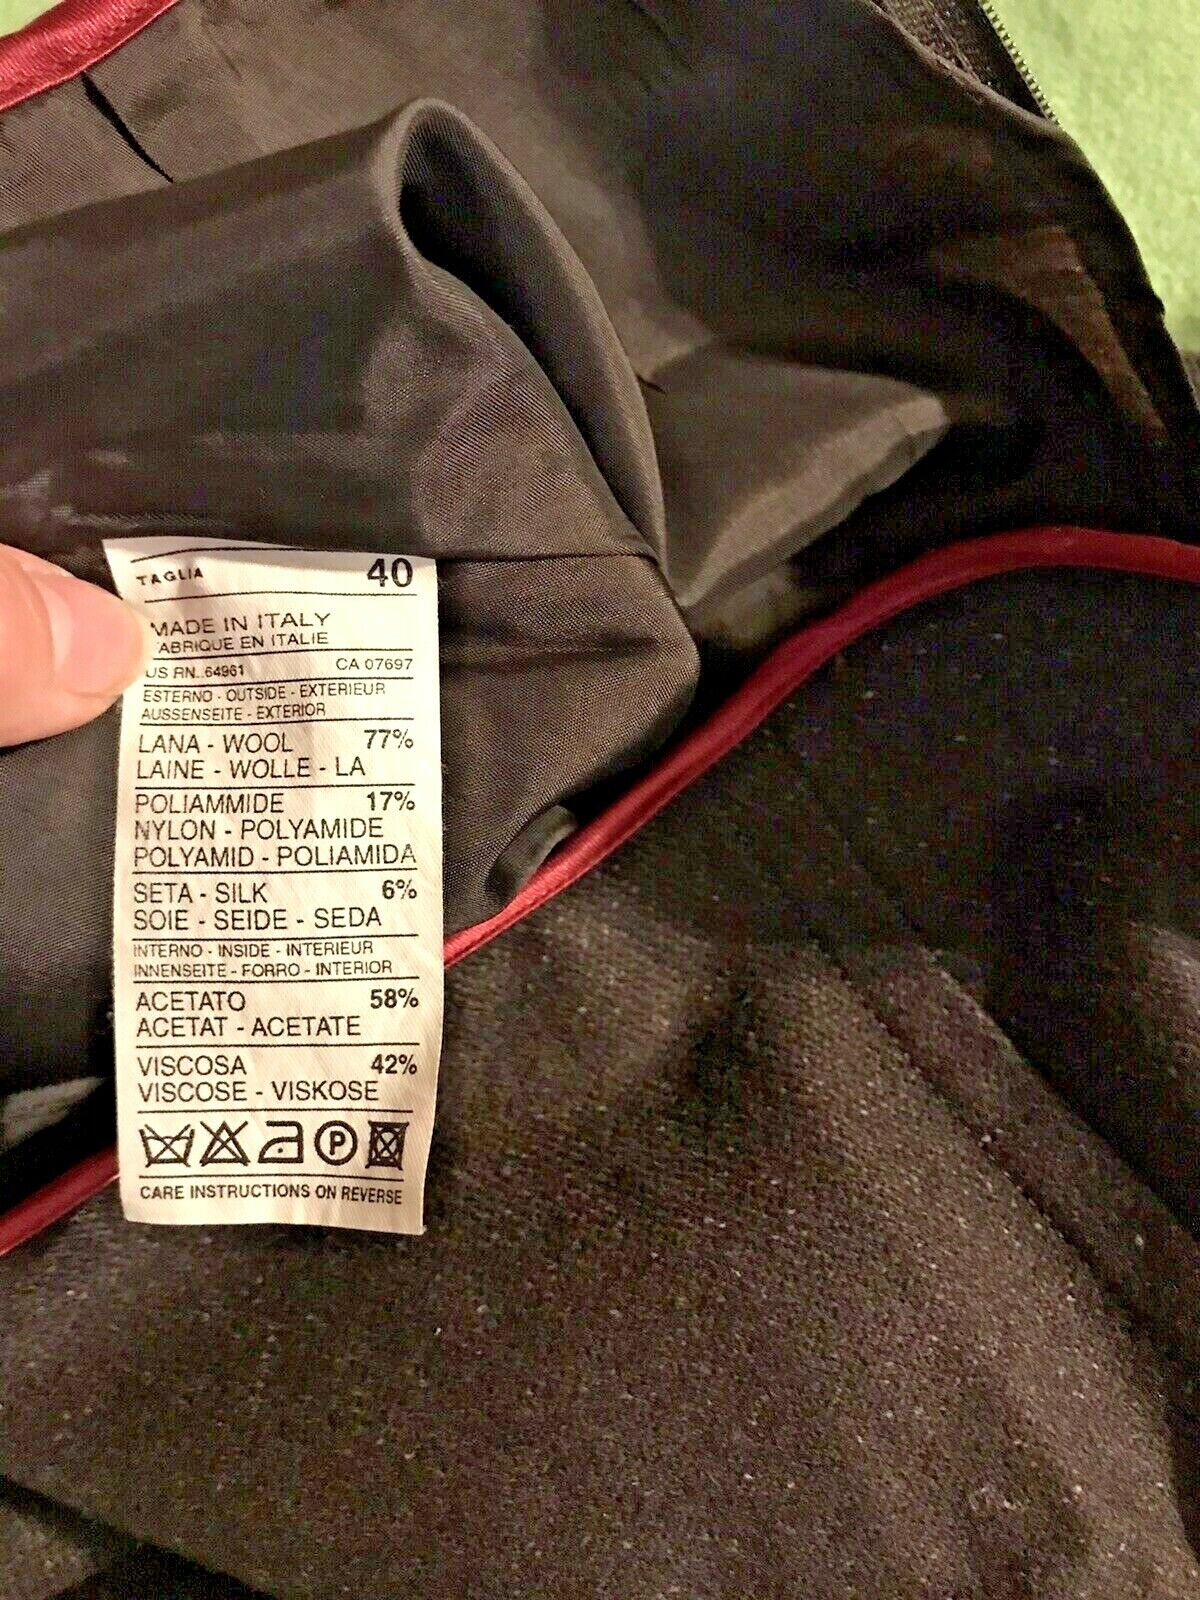 TAGLIA 40
MADE IN ITALY
FABRIQUE EN ITALIE
US RN. 64961 CA 07697
ESTERNO - OUTSIDE - EXTERIEUR
AUSSENSEITE - EXTERIOR
LANA - WOOL 77%
LAINE - WOLLE - LA
POLIAMMIDE 17%
NYLON - POLYAMIDE
POLYAMID - POLIAMIDA
SETA - SILK 6%
SOIE - SEIDE - SEDA
INTERNO - INSIDE - INTERIEUR
INNENSEITE - FORRO - INTERIOR
ACETATO 58%
ACETAT - ACETATE
VISCOSA 42%
VISCOSE - VISKOSE
P
CARE INSTRUCTIONS ON REVERSE